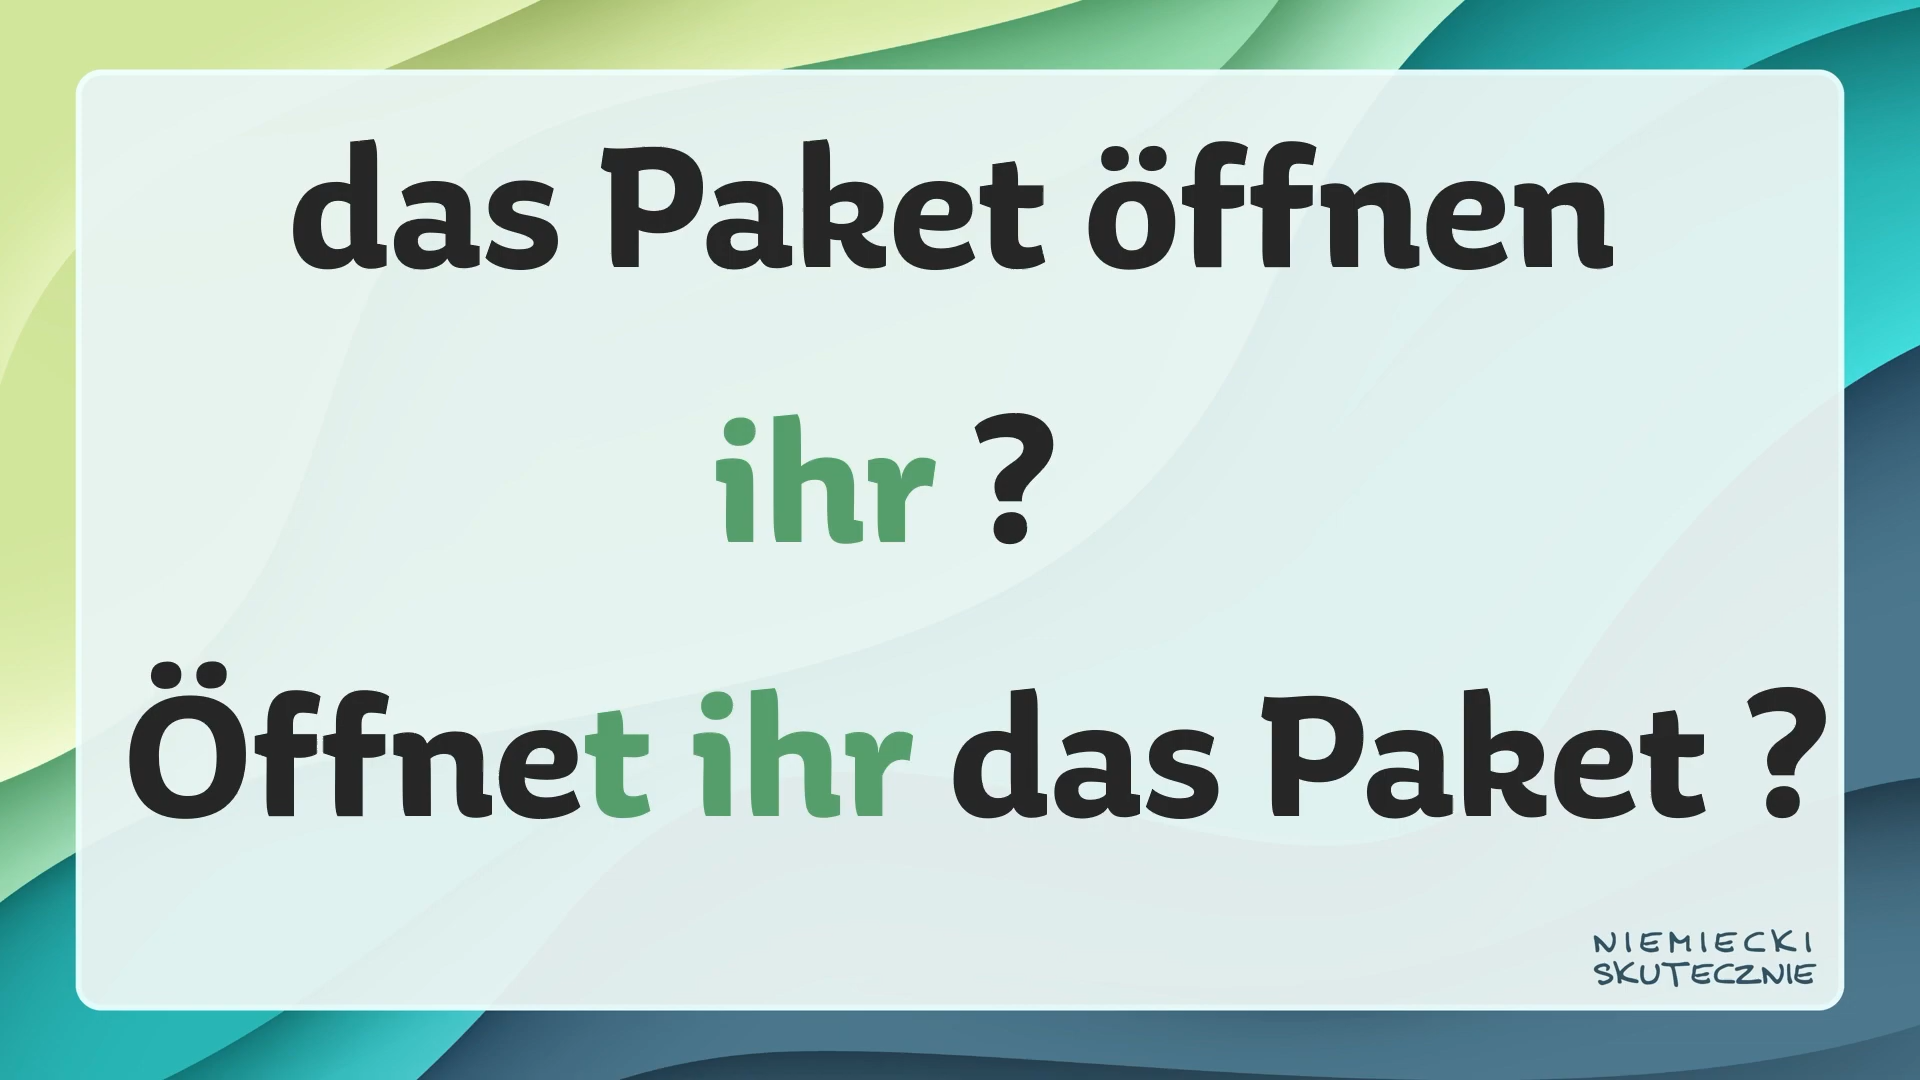 das Paket öffnen
ihr ?
Öffnet ihr das Paket ?
NIEMIECKI
SKUTECZNIE